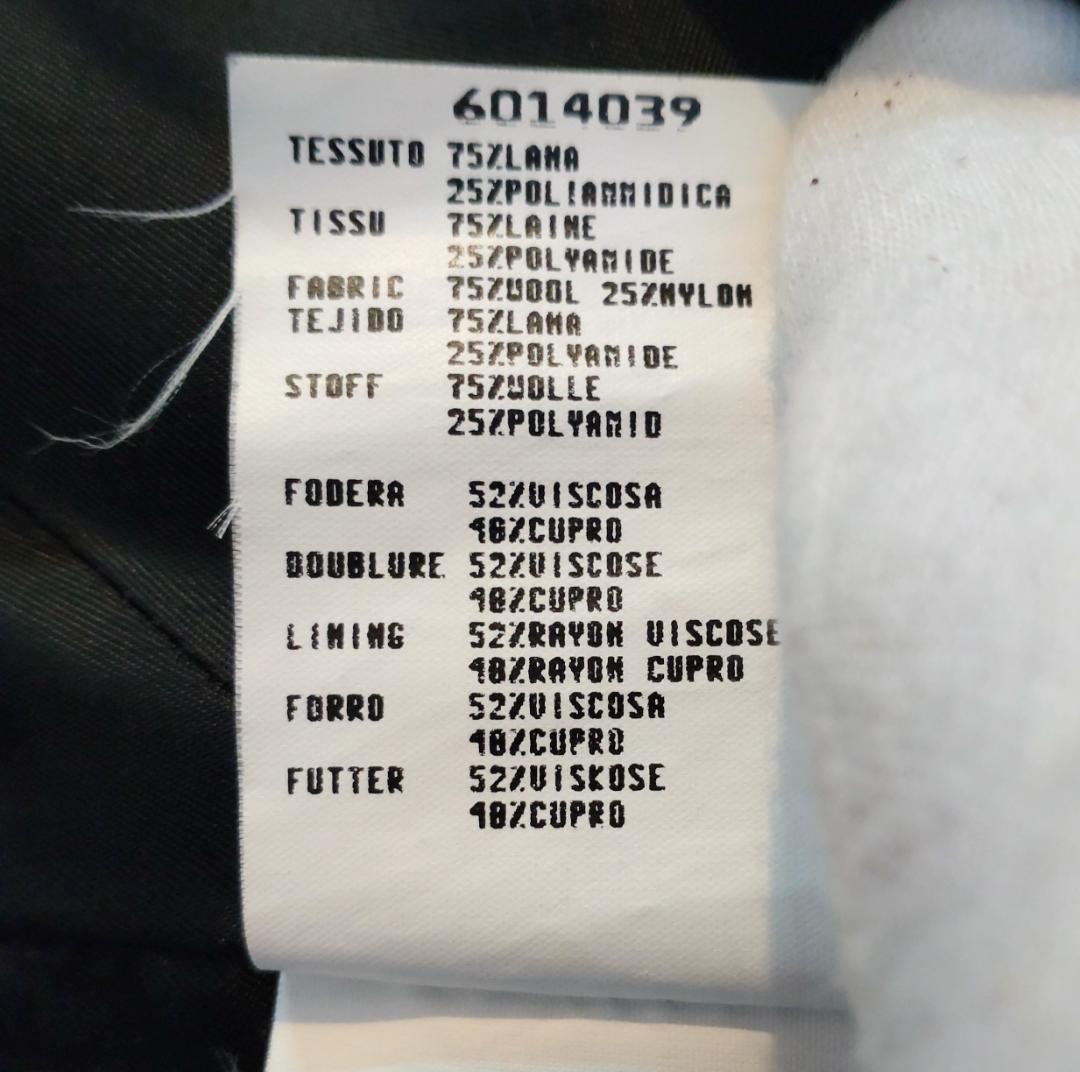 6014039
TESSUTO 75%LANA
25%POLIAMMIDICA
TISSU 75%LAINE
25%POLYAMIDE
FABRIC 75%WOOL 25%NYLON
TEJIDO 75%LANA
25%POLYAMIDE
STOFF 75%WOLLE
25%POLYAMID
FODERA 52%VISCOSA
48%CUPRO
DOUBLURE 52%VISCOSE
48%CUPRO
LINING 52%RAYON VISCOSE
48%RAYON CUPRO
FORRO 52%VISCOSA
48%CUPRO
FUTTER 52%VISKOSE
48%CUPRO